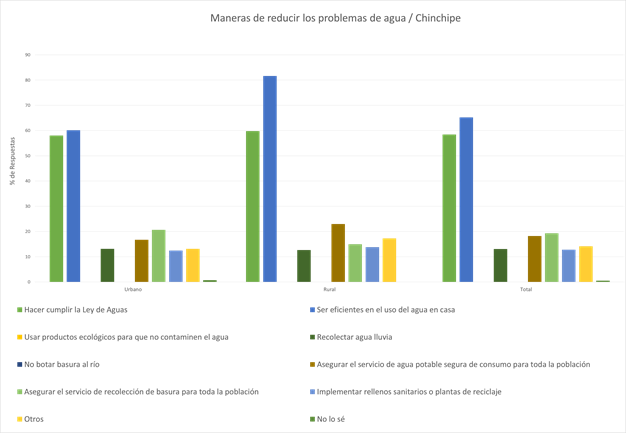 Maneras de reducir los problemas de agua / Chinchipe
90
80
70
60
50
40
30
20
10
0
% de Respuestas
Urbano
Rural
Total
Hacer cumplir la Ley de Aguas
Ser eficientes en el uso del agua en casa
Usar productos ecológicos para que no contaminen el agua
Recolectar agua lluvia
No botar basura al río
Asegurar el servicio de agua potable segura de consumo para toda la población
Asegurar el servicio de recolección de basura para toda la población
Implementar rellenos sanitarios o plantas de reciclaje
Otros
No lo sé